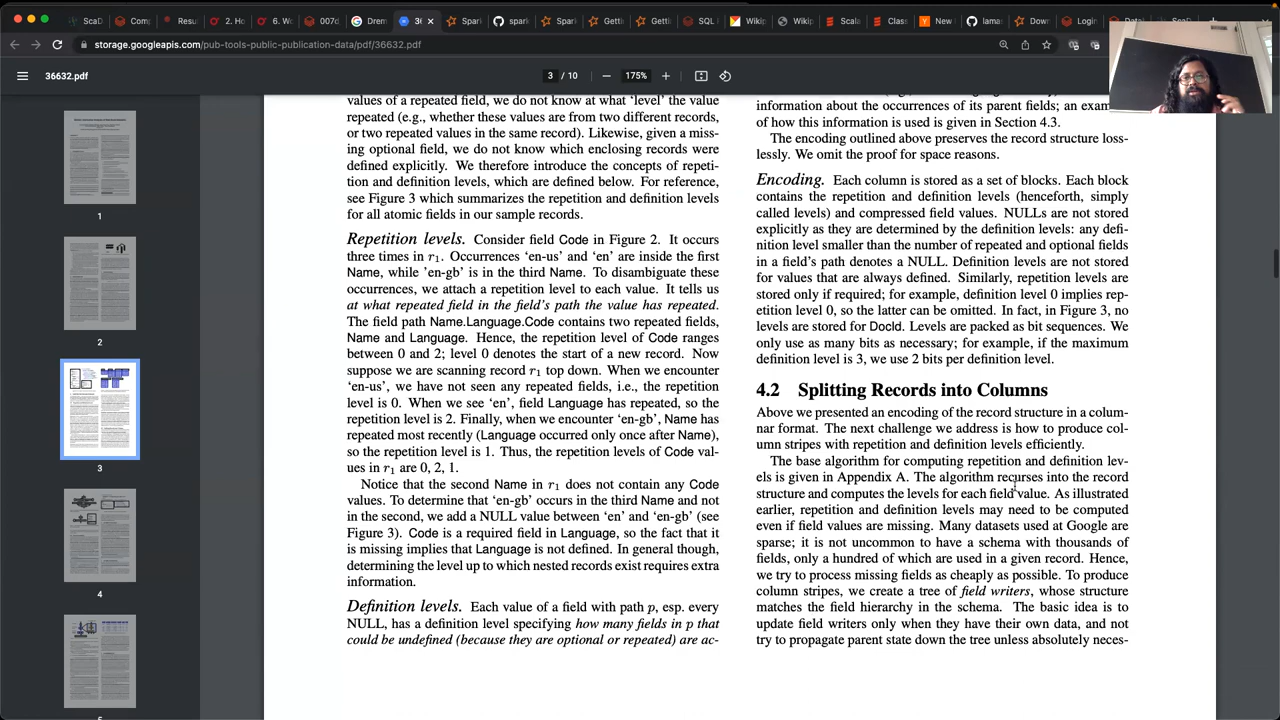 Com
Resu
2. Ho
6. W
007d
Drem
36
Spar
spark
Spar
Getti
Getti
SQL
Wiki
Wiki
Scala
Class
New
lama
Dow
Login
Data
storage.googleapis.com/pub-tools-public-publication-data/pdf/36632.pdf
36632.pdf
3 / 10
175%
1
2
3
4
values of a repeated field, we do not know at what ‘level’ the value
repeated (e.g., whether these values are from two different records,
or two repeated values in the same record). Likewise, given a miss-
ing optional field, we do not know which enclosing records were
defined explicitly. We therefore introduce the concepts of repeti-
tion and definition levels, which are defined below. For reference,
see Figure 3 which summarizes the repetition and definition levels
for all atomic fields in our sample records.
Repetition levels. Consider field Code in Figure 2. It occurs
three times in r1. Occurrences ‘en-us’ and ‘en’ are inside the first
Name, while ‘en-gb’ is in the third Name. To disambiguate these
occurrences, we attach a repetition level to each value. It tells us
at what repeated field in the field’s path the value has repeated.
The field path Name.Language.Code contains two repeated fields,
Name and Language. Hence, the repetition level of Code ranges
between 0 and 2; level 0 denotes the start of a new record. Now
suppose we are scanning record r1 top down. When we encounter
‘en-us’, we have not seen any repeated fields, i.e., the repetition
level is 0. When we see ‘en’, field Language has repeated, so the
repetition level is 2. Finally, when we encounter ‘en-gb’, Name has
repeated most recently (Language occurred only once after Name),
so the repetition level is 1. Thus, the repetition levels of Code val-
ues in r1 are 0, 2, 1.
Notice that the second Name in r1 does not contain any Code
values. To determine that ‘en-gb’ occurs in the third Name and not
in the second, we add a NULL value between ‘en’ and ‘en-gb’ (see
Figure 3). Code is a required field in Language, so the fact that it
is missing implies that Language is not defined. In general though,
determining the level up to which nested records exist requires extra
information.
Definition levels. Each value of a field with path p, esp. every
NULL, has a definition level specifying how many fields in p that
could be undefined (because they are optional or repeated) are ac-
information about the occurrences of its parent fields; an exam
of how this information is used is given in Section 4.3.
The encoding outlined above preserves the record structure loss-
lessly. We omit the proof for space reasons.
Encoding. Each column is stored as a set of blocks. Each block
contains the repetition and definition levels (henceforth, simply
called levels) and compressed field values. NULLs are not stored
explicitly as they are determined by the definition levels: any defi-
nition level smaller than the number of repeated and optional fields
in a field’s path denotes a NULL. Definition levels are not stored
for values that are always defined. Similarly, repetition levels are
stored only if required; for example, definition level 0 implies rep-
etition level 0, so the latter can be omitted. In fact, in Figure 3, no
levels are stored for DocId. Levels are packed as bit sequences. We
only use as many bits as necessary; for example, if the maximum
definition level is 3, we use 2 bits per definition level.
4.2 Splitting Records into Columns
Above we presented an encoding of the record structure in a colum-
nar format. The next challenge we address is how to produce col-
umn stripes with repetition and definition levels efficiently.
The base algorithm for computing repetition and definition lev-
els is given in Appendix A. The algorithm recurses into the record
structure and computes the levels for each field value. As illustrated
earlier, repetition and definition levels may need to be computed
even if field values are missing. Many datasets used at Google are
sparse; it is not uncommon to have a schema with thousands of
fields, only a hundred of which are used in a given record. Hence,
we try to process missing fields as cheaply as possible. To produce
column stripes, we create a tree of field writers, whose structure
matches the field hierarchy in the schema. The basic idea is to
update field writers only when they have their own data, and not
try to propagate parent state down the tree unless absolutely neces-